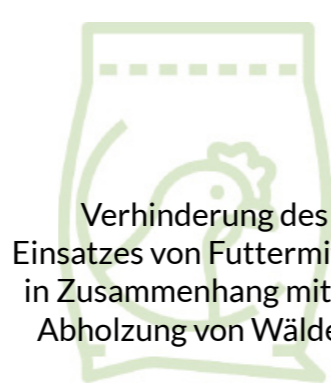 Verhinderung des
Einsatzes von Futtermi
in Zusammenhang mit
Abholzung von Wälde